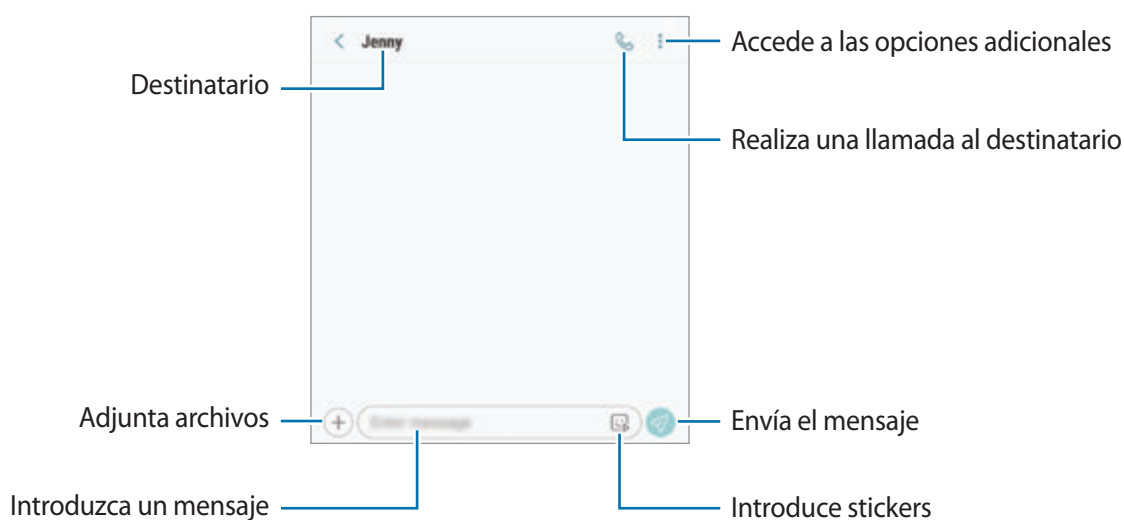 Jenny
Accede a las opciones adicionales
Destinatario
Realiza una llamada al destinatario
Adjunta archivos
Envía el mensaje
Introduzca un mensaje
Introduce stickers